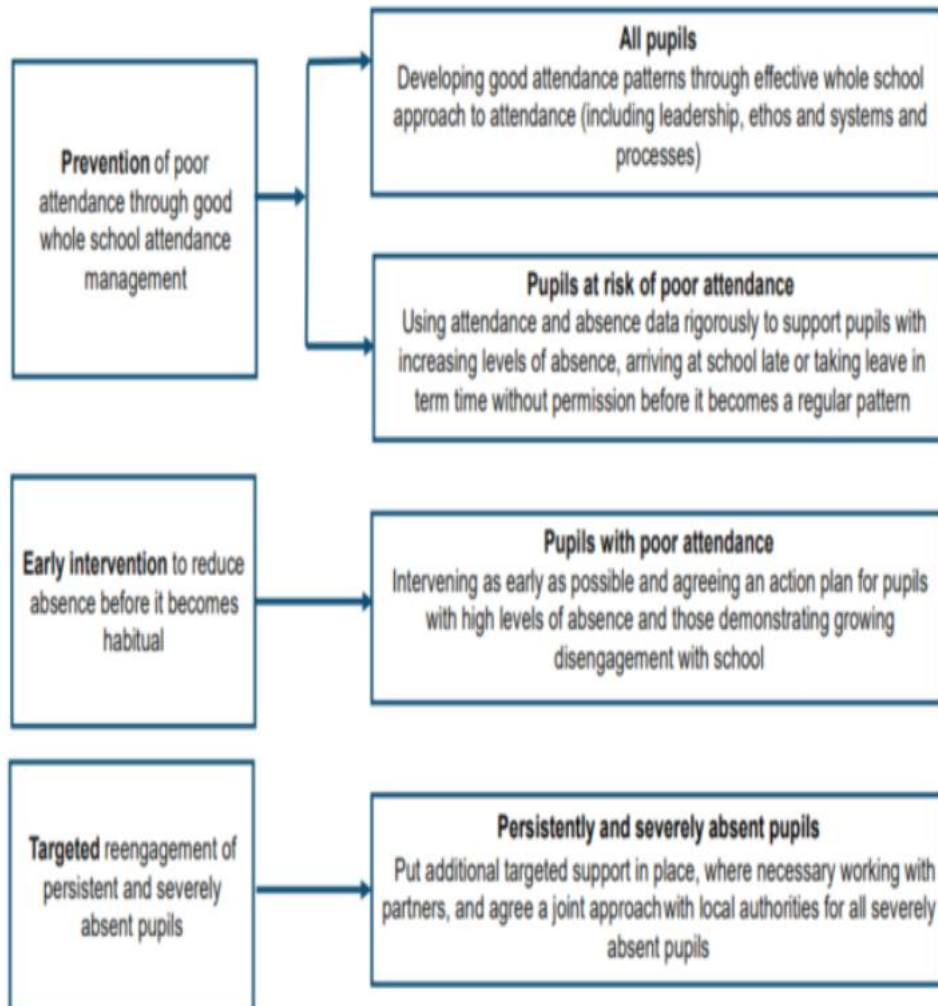 All pupils
Developing good attendance patterns through effective whole school
approach to attendance (including leadership, ethos and systems and
processes)
Prevention of poor
attendance through good
whole school attendance
management
Pupils at risk of poor attendance
Using attendance and absence data rigorously to support pupils with
increasing levels of absence, arriving at school late or taking leave in
term time without permission before it becomes a regular pattern
Early intervention to reduce
absence before it becomes
habitual
Pupils with poor attendance
Intervening as early as possible and agreeing an action plan for pupils
with high levels of absence and those demonstrating growing
disengagement with school
Targeted reengagement of
persistent and severely
absent pupils
Persistently and severely absent pupils
Put additional targeted support in place, where necessary working with
partners, and agree a joint approach with local authorities for all severely
absent pupils